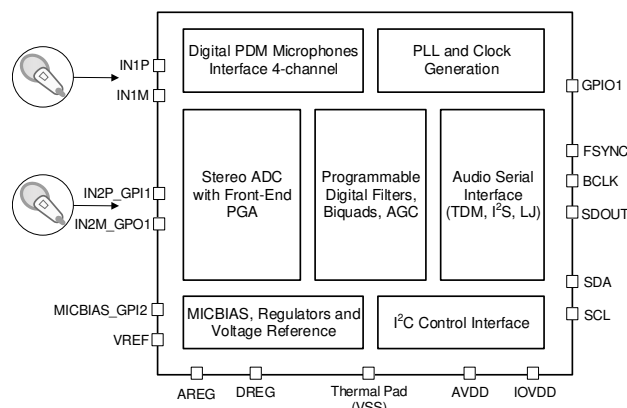 Digital PDM Microphones
Interface 4-channel
PLL and Clock
Generation
IN1P
IN1M
GPIO1
Stereo ADC
with Front-End
PGA
Programmable
Digital Filters,
Biquads, AGC
Audio Serial
Interface
(TDM, I²S, LJ)
FSYNC
BCLK
SDOUT
IN2P_GPI1
IN2M_GPO1
SDA
SCL
MICBIAS_GPI2
VREF
MICBIAS, Regulators and
Voltage Reference
I²C Control Interface
AREG
DREG
Thermal Pad
(VSS)
AVDD
IOVDD